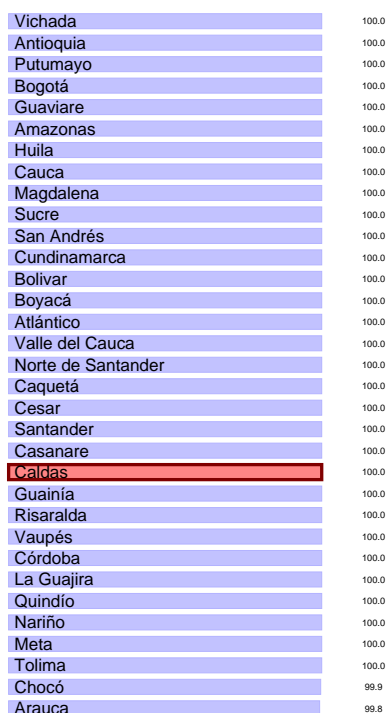 Vichada 100.0
Antioquia 100.0
Putumayo 100.0
Bogotá 100.0
Guaviare 100.0
Amazonas 100.0
Huila 100.0
Cauca 100.0
Magdalena 100.0
Sucre 100.0
San Andrés 100.0
Cundinamarca 100.0
Bolivar 100.0
Boyacá 100.0
Atlántico 100.0
Valle del Cauca 100.0
Norte de Santander 100.0
Caquetá 100.0
Cesar 100.0
Santander 100.0
Casanare 100.0
Caldas 100.0
Guainía 100.0
Risaralda 100.0
Vaupés 100.0
Córdoba 100.0
La Guajira 100.0
Quindío 100.0
Nariño 100.0
Meta 100.0
Tolima 100.0
Chocó 99.9
Arauca 99.8